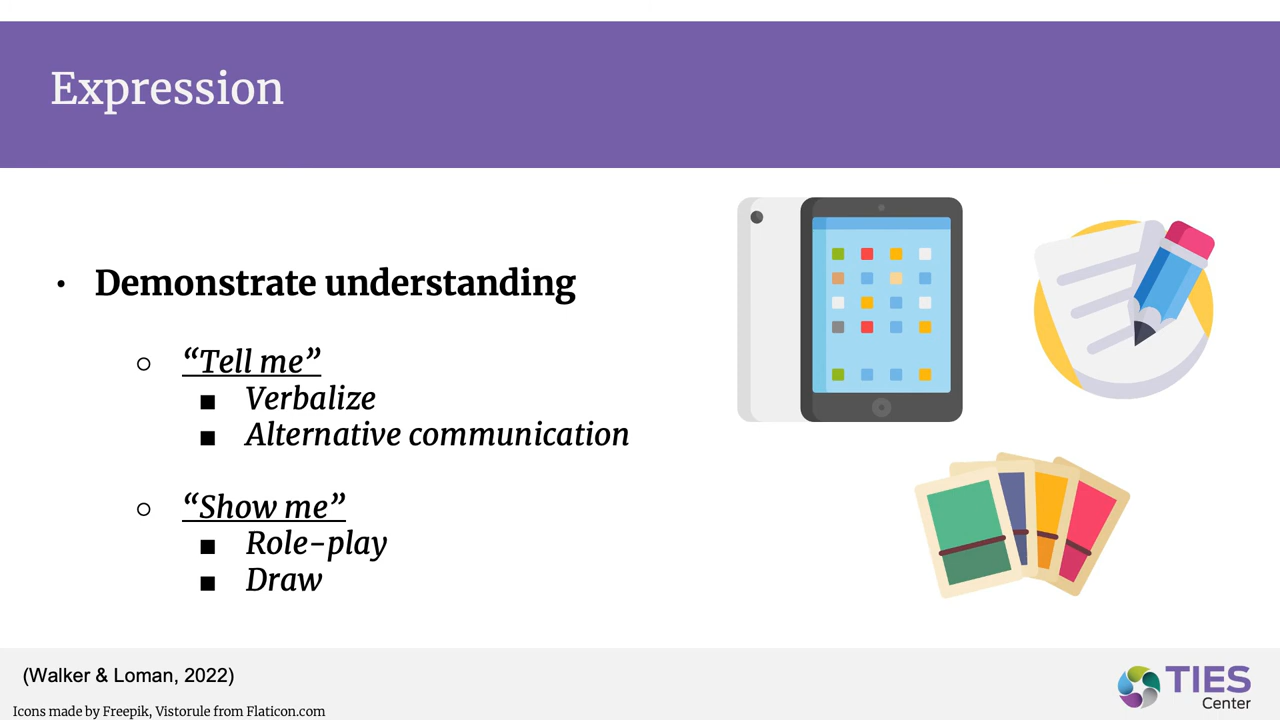 Expression
• Demonstrate understanding
○ “Tell me”
■ Verbalize
■ Alternative communication
○ “Show me”
■ Role-play
■ Draw
(Walker & Loman, 2022)
Icons made by Freepik, Vistorule from Flaticon.com
TIES
Center